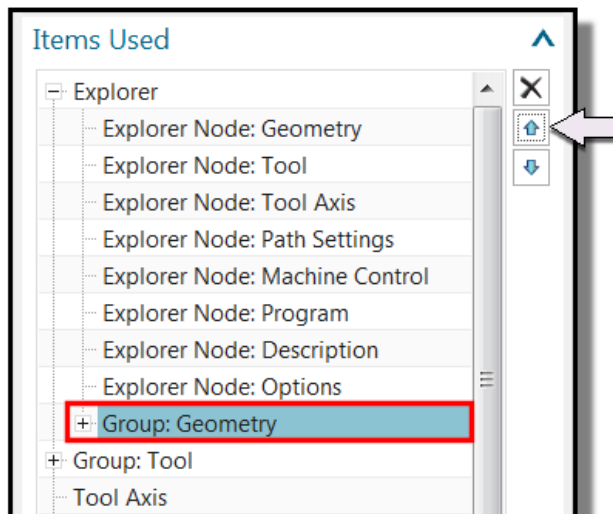 Items Used
Explorer
Explorer Node: Geometry
Explorer Node: Tool
Explorer Node: Tool Axis
Explorer Node: Path Settings
Explorer Node: Machine Control
Explorer Node: Program
Explorer Node: Description
Explorer Node: Options
Group: Geometry
Group: Tool
Tool Axis